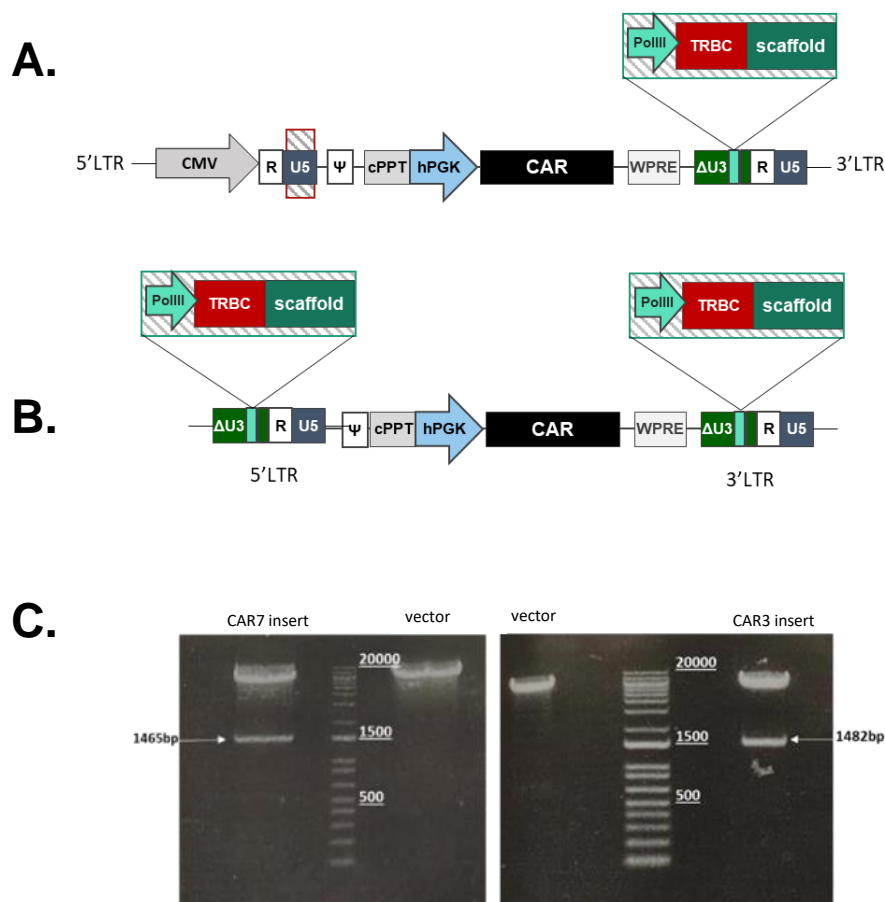 A.
PolIII TRBC scaffold
5'LTR CMV R U5 Ψ cPPT hPGK CAR WPRE ΔU3 R U5 3'LTR
PolIII TRBC scaffold PolIII TRBC scaffold
B.
ΔU3 R U5 Ψ cPPT hPGK CAR WPRE ΔU3 R U5
5'LTR 3'LTR
C.
CAR7 insert vector vector CAR3 insert
20000 20000
1465bp 1500 1500 1482bp
500 500